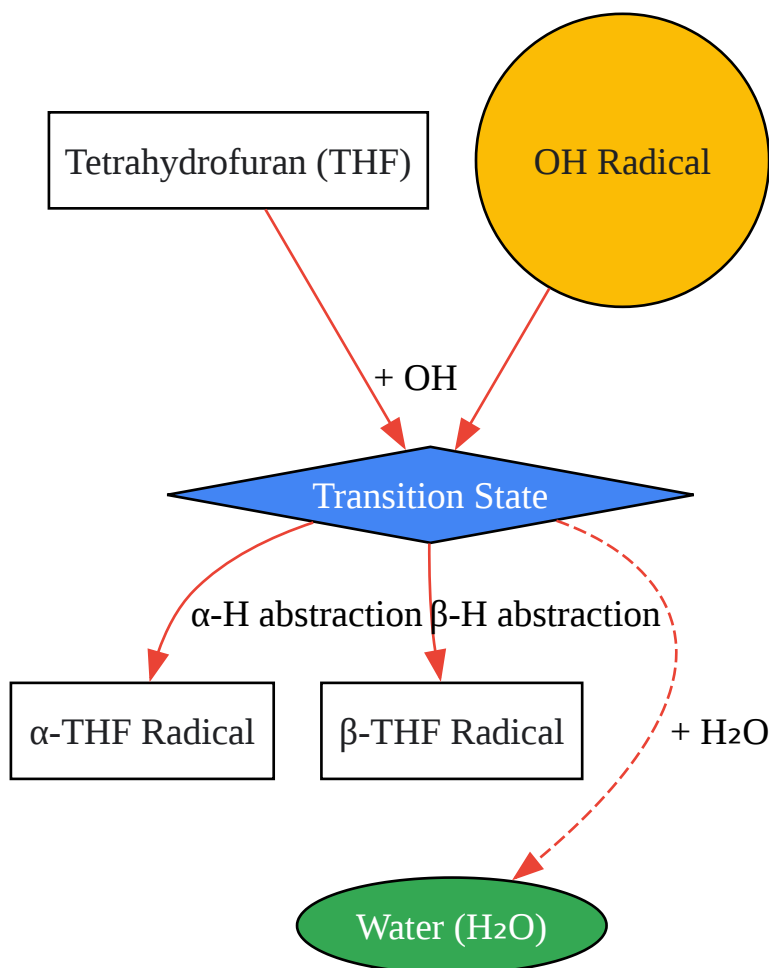 Tetrahydrofuran (THF)
OH Radical
+ OH
Transition State
α-H abstraction
β-H abstraction
α-THF Radical
β-THF Radical
+ H₂O
Water (H₂O)